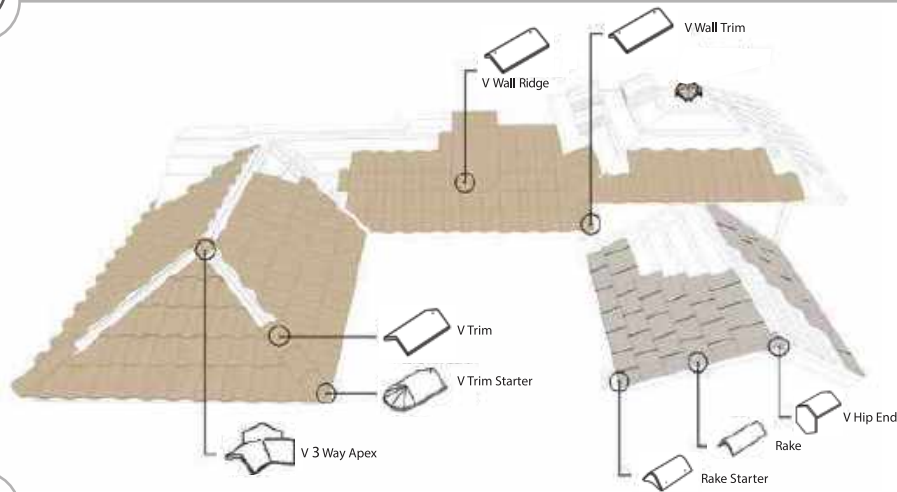 V Wall Trim
V Wall Ridge
V Trim
V Trim Starter
V Hip End
Rake
V 3 Way Apex
Rake Starter